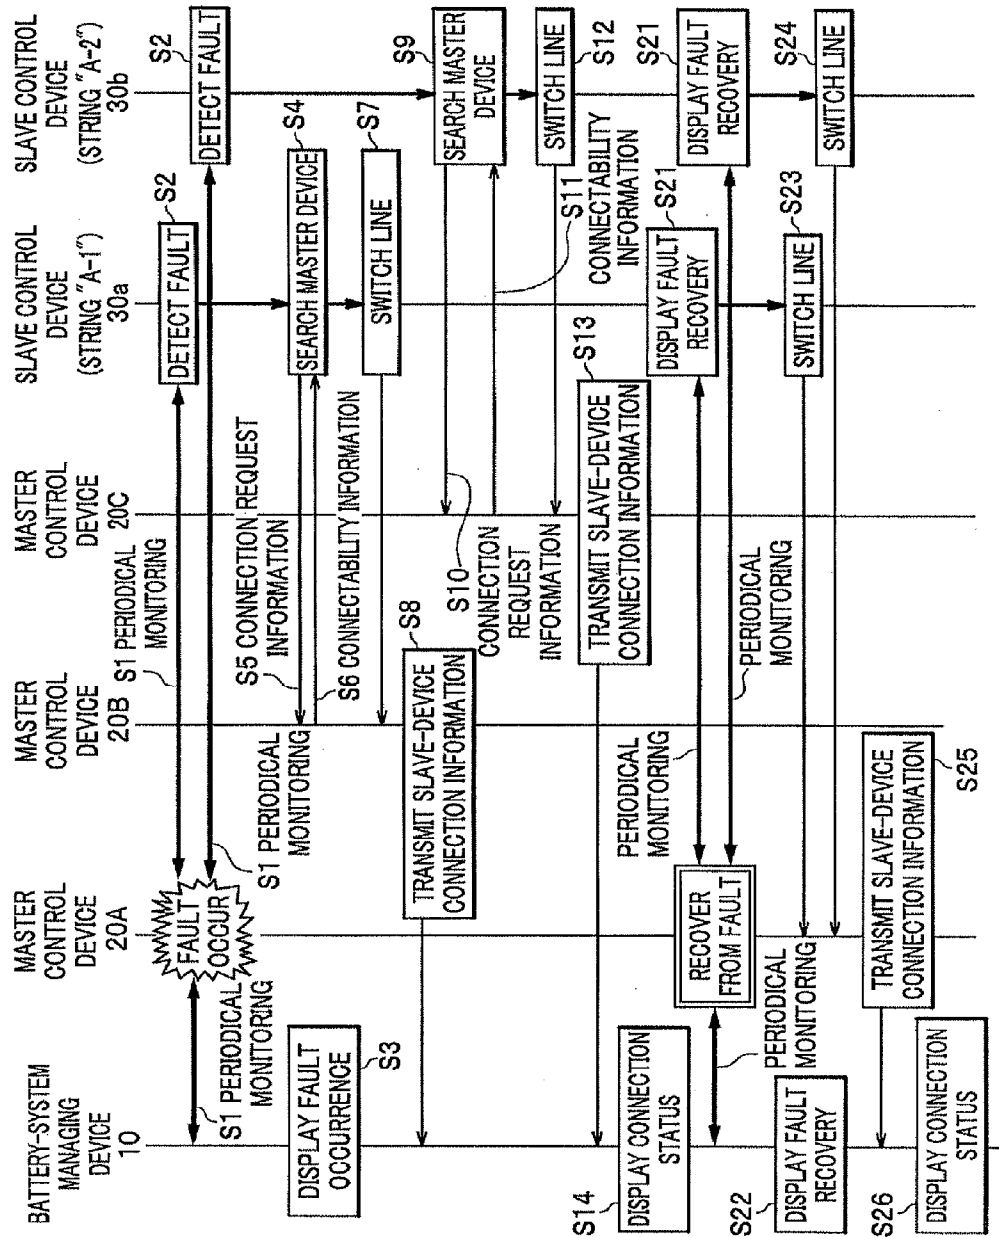 BATTERY-SYSTEM
MANAGING
DEVICE
10
MASTER
CONTROL
DEVICE
20A
MASTER
CONTROL
DEVICE
20B
MASTER
CONTROL
DEVICE
20C
SLAVE CONTROL
DEVICE
(STRING "A-1")
30a
SLAVE CONTROL
DEVICE
(STRING "A-2")
30b
FAULT
OCCUR
S1 PERIODICAL
MONITORING
S1 PERIODICAL
MONITORING
S1 PERIODICAL
MONITORING
DETECT FAULT
S2
DETECT FAULT
S2
DISPLAY FAULT
OCCURRENCE
S3
SEARCH MASTER DEVICE
S4
S5 CONNECTION REQUEST
INFORMATION
S6 CONNECTABILITY INFORMATION
SWITCH LINE
S7
TRANSMIT SLAVE-DEVICE
CONNECTION INFORMATION
S8
SEARCH MASTER
DEVICE
S9
S10
CONNECTION
REQUEST
INFORMATION
S11
CONNECTABILITY
INFORMATION
SWITCH LINE
S12
TRANSMIT SLAVE-DEVICE
CONNECTION INFORMATION
S13
DISPLAY CONNECTION
STATUS
S14
RECOVER
FROM FAULT
PERIODICAL
MONITORING
PERIODICAL
MONITORING
PERIODICAL
MONITORING
DISPLAY FAULT
RECOVERY
S21
DISPLAY FAULT
RECOVERY
S21
DISPLAY FAULT
RECOVERY
S22
SWITCH LINE
S23
SWITCH LINE
S24
TRANSMIT SLAVE-DEVICE
CONNECTION INFORMATION
S25
DISPLAY CONNECTION
STATUS
S26